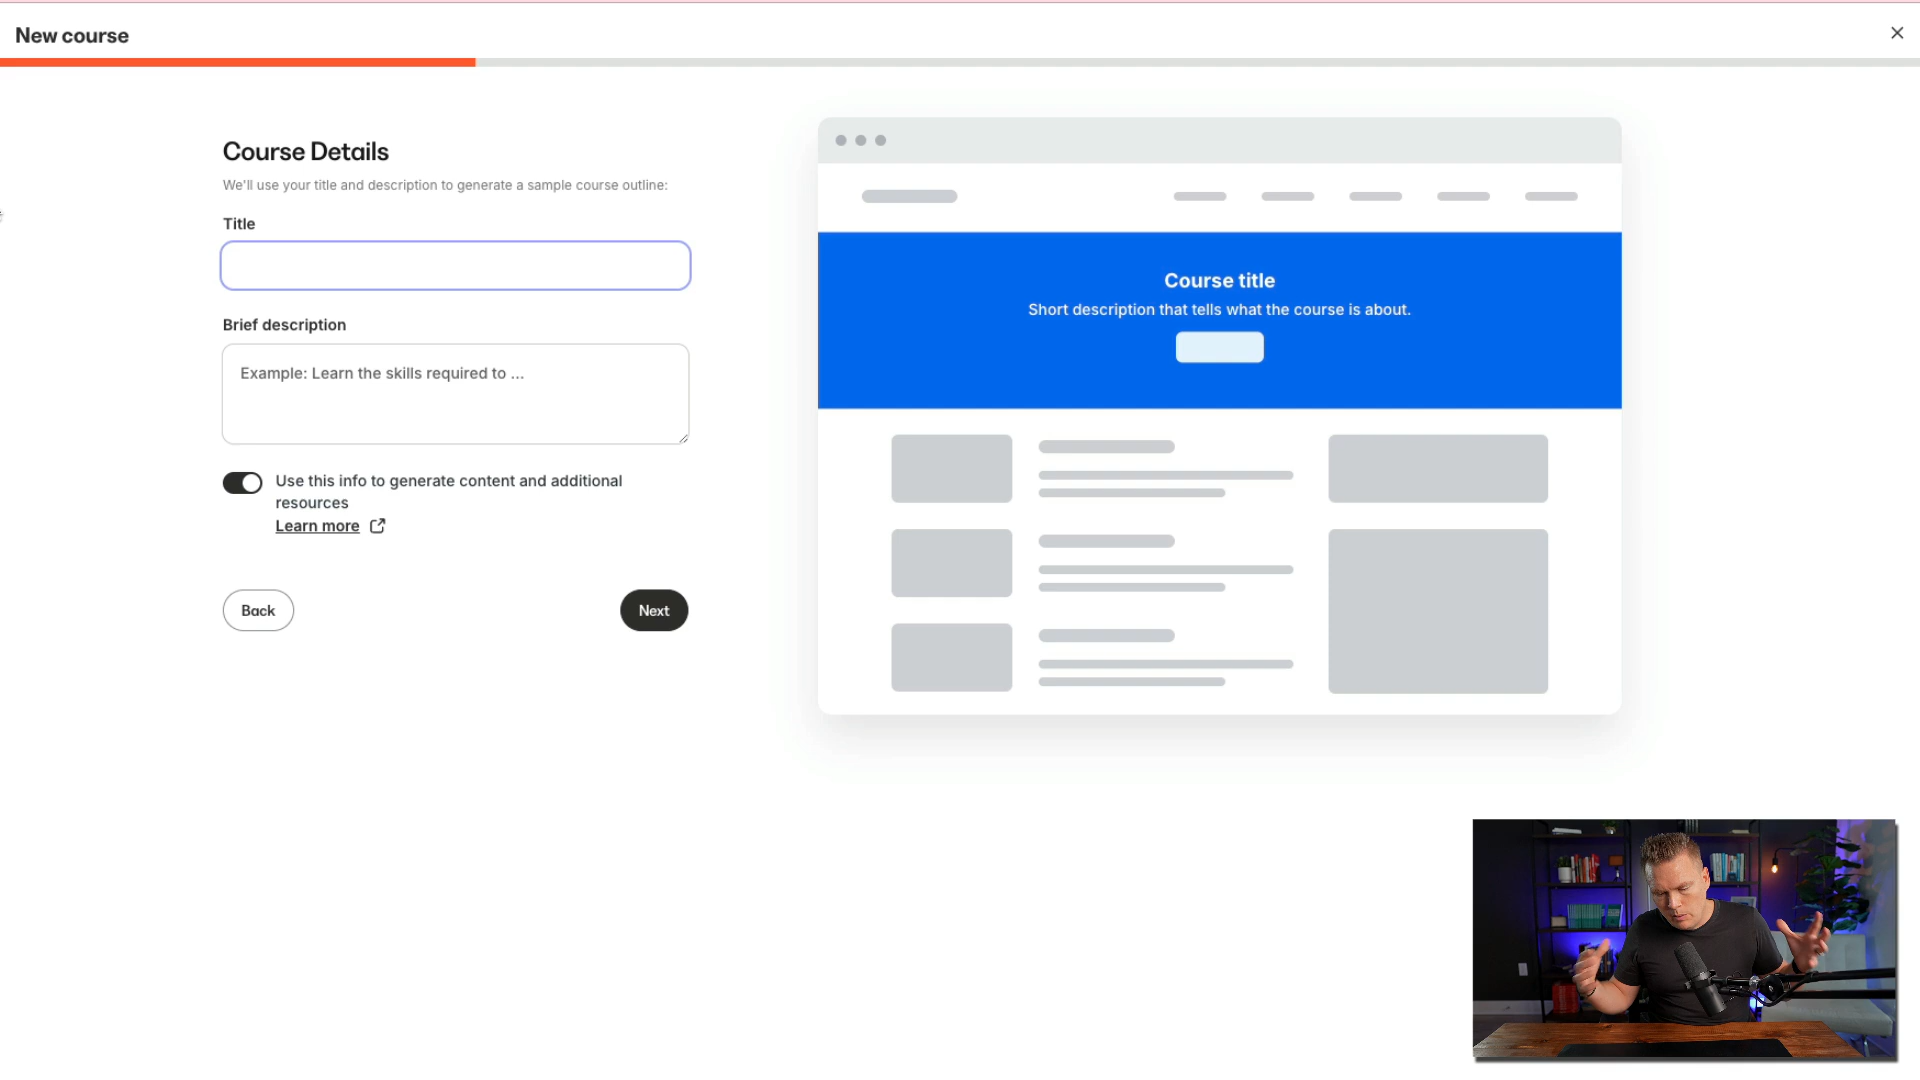 New course
Course Details
We'll use your title and description to generate a sample course outline:
Title
Brief description
Example: Learn the skills required to ...
Use this info to generate content and additional
resources
Learn more
Back
Next
Course title
Short description that tells what the course is about.